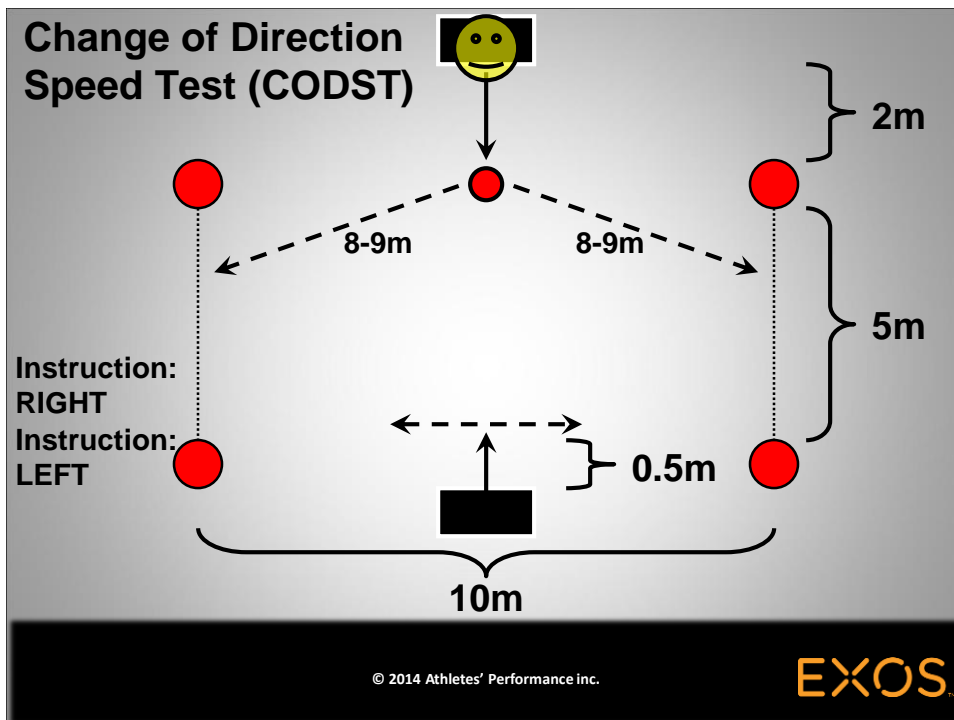 Change of Direction
Speed Test (CODST)
2m
8-9m
8-9m
5m
Instruction:
RIGHT
Instruction:
LEFT
0.5m
10m
© 2014 Athletes’ Performance inc.
EXOS™